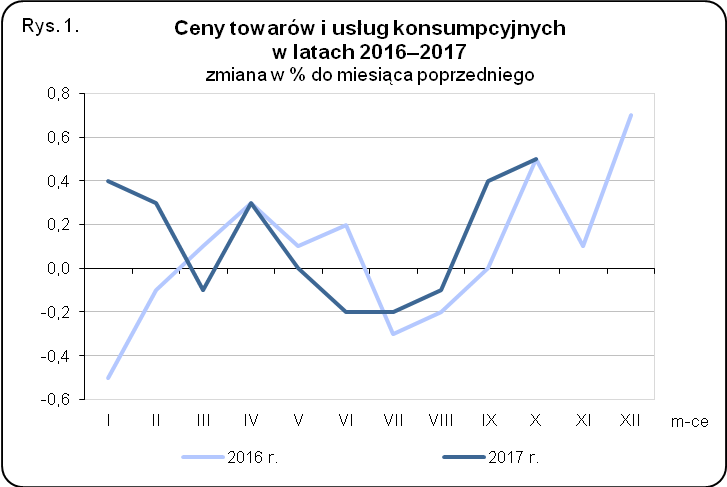 Rys. 1.
Ceny towarów i usług konsumpcyjnych
w latach 2016–2017
zmiana w % do miesiąca poprzedniego
0,8
0,6
0,4
0,2
0,0
-0,2
-0,4
-0,6
I II III IV V VI VII VIII IX X XI XII m-ce
2016 r. 2017 r.